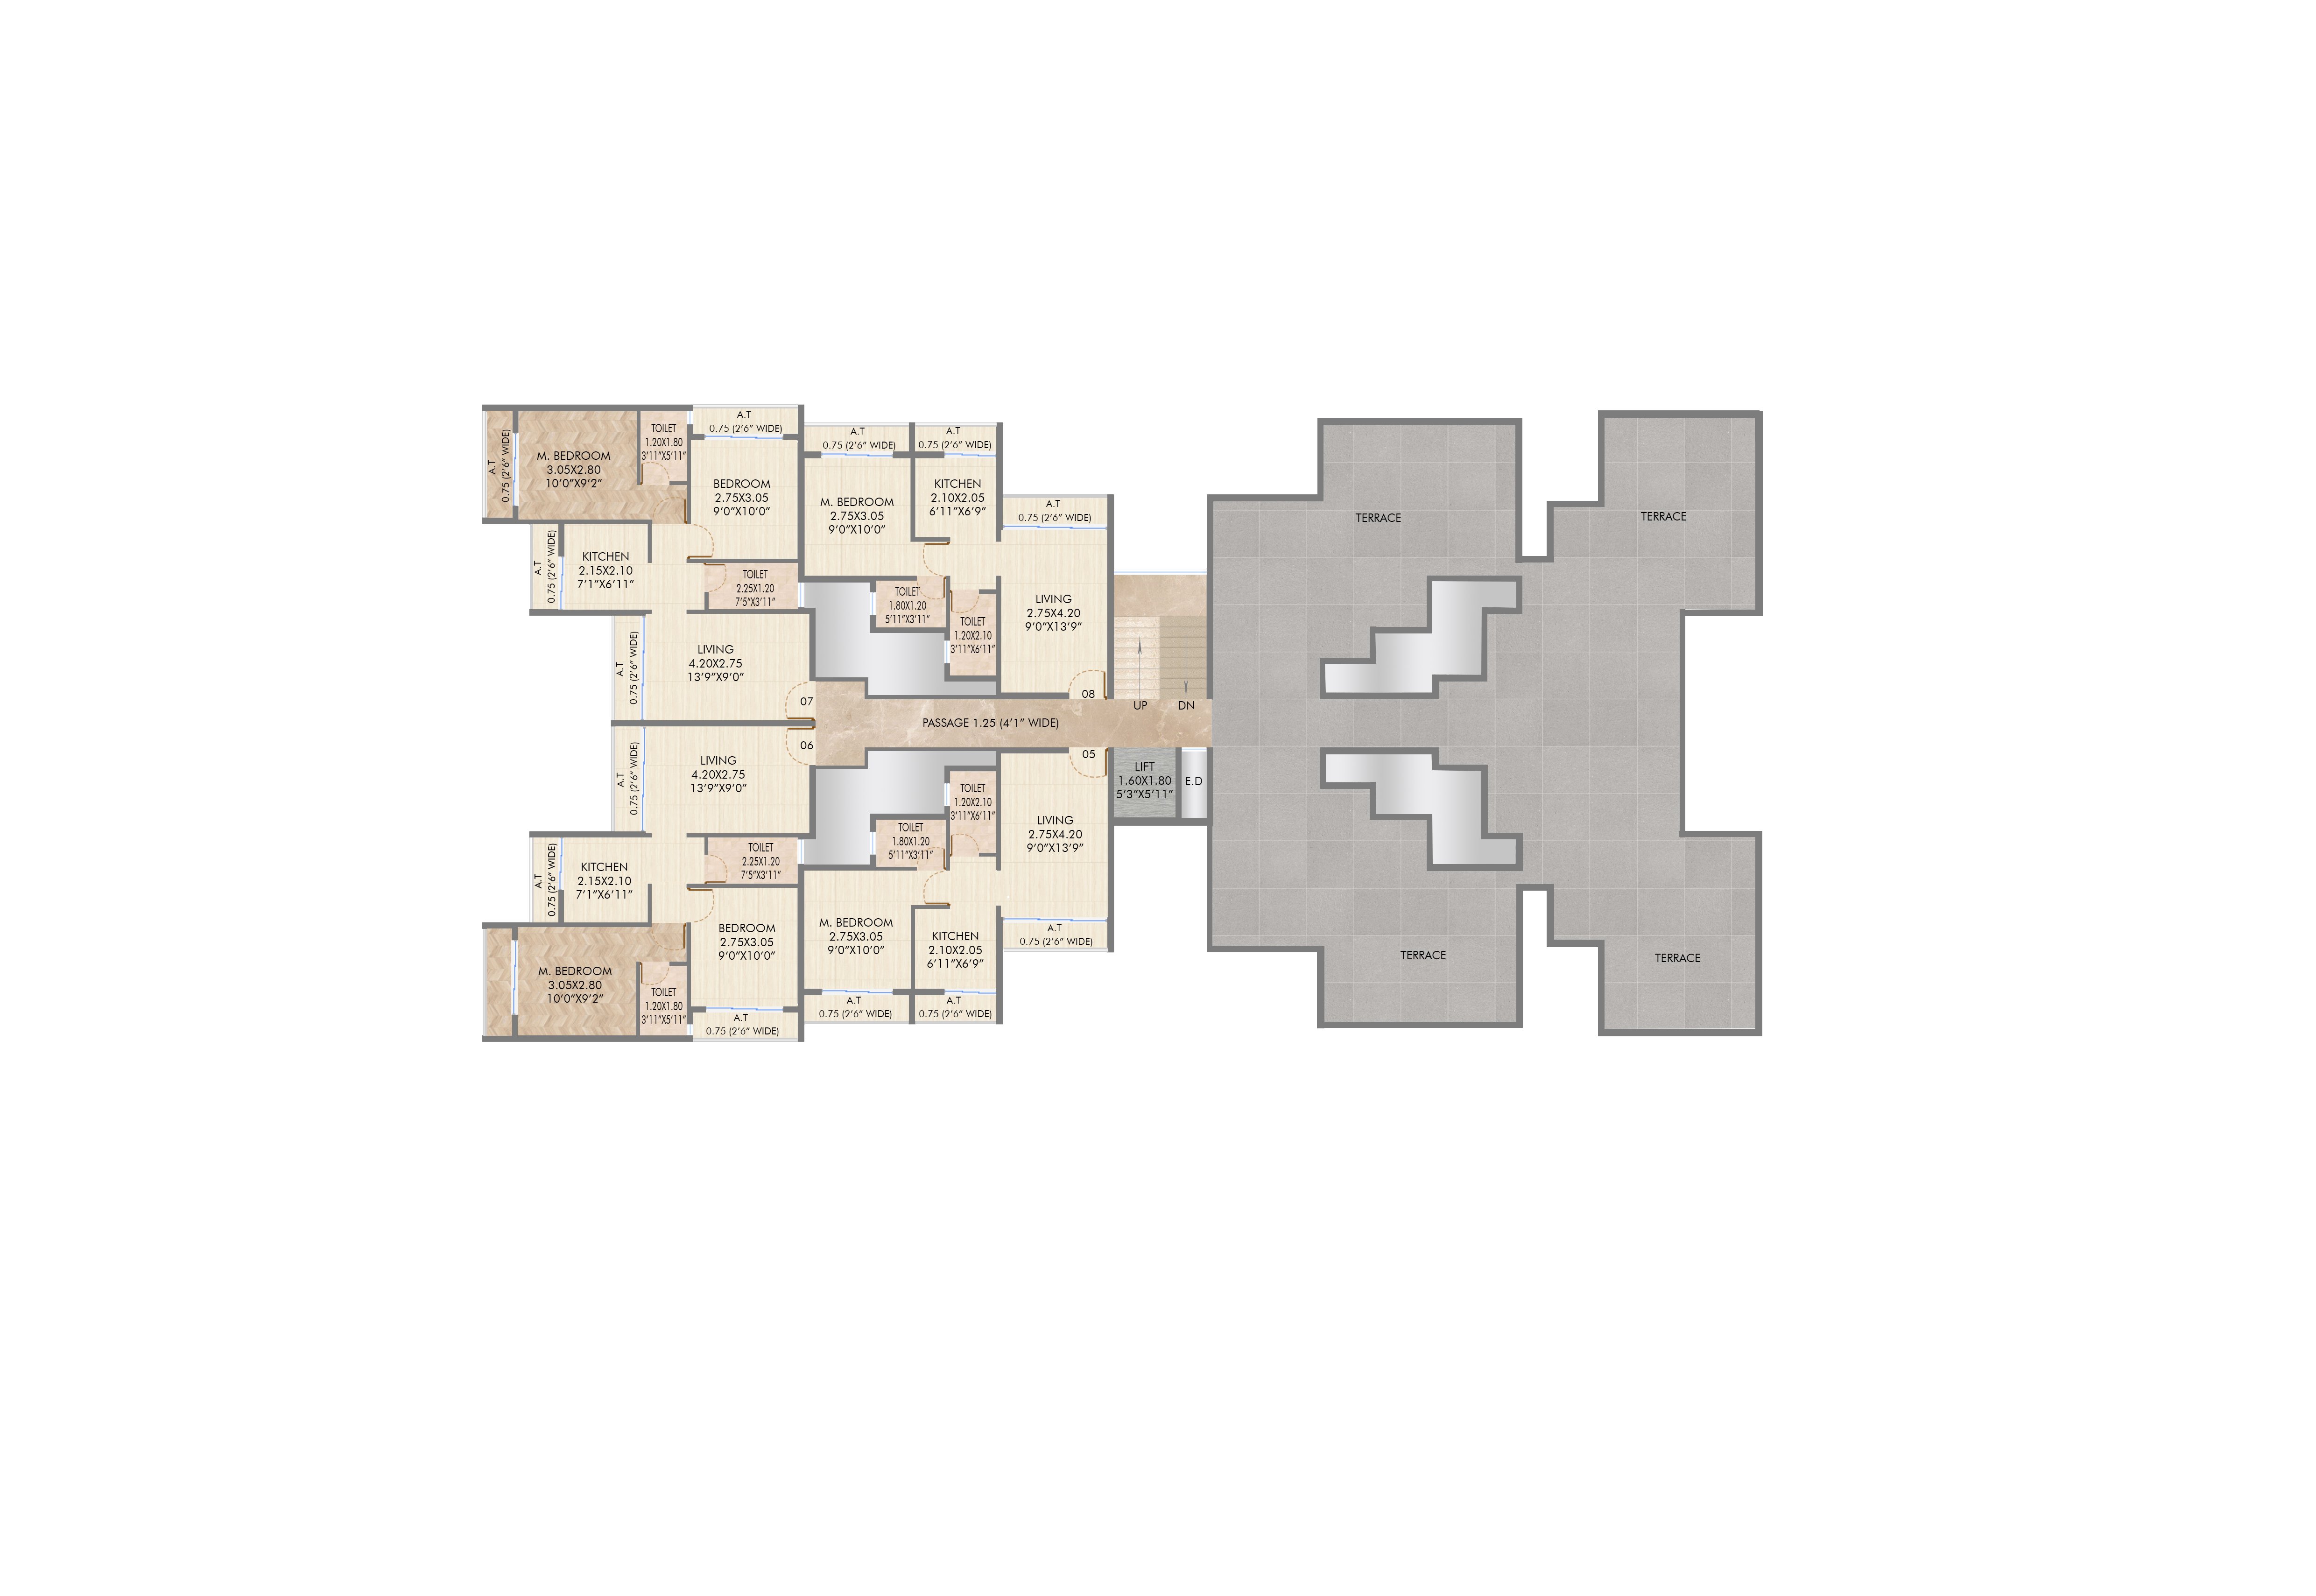 A.T
0.75 (2'6" WIDE)
M. BEDROOM
3.05X2.80
10'0"X9'2"
TOILET
1.20X1.80
3'11"X5'11"
A.T
0.75 (2'6" WIDE)
BEDROOM
2.75X3.05
9'0"X10'0"
A.T
0.75 (2'6" WIDE)
KITCHEN
2.15X2.10
7'1"X6'11"
TOILET
2.25X1.20
7'5"X3'11"
A.T
0.75 (2'6" WIDE)
LIVING
4.20X2.75
13'9"X9'0"
07
A.T
0.75 (2'6" WIDE)
M. BEDROOM
2.75X3.05
9'0"X10'0"
A.T
0.75 (2'6" WIDE)
KITCHEN
2.10X2.05
6'11"X6'9"
A.T
0.75 (2'6" WIDE)
TOILET
1.80X1.20
5'11"X3'11"
TOILET
1.20X2.10
3'11"X6'11"
LIVING
2.75X4.20
9'0"X13'9"
08
UP
DN
PASSAGE 1.25 (4'1" WIDE)
TERRACE
TERRACE
06
A.T
0.75 (2'6" WIDE)
LIVING
4.20X2.75
13'9"X9'0"
A.T
0.75 (2'6" WIDE)
KITCHEN
2.15X2.10
7'1"X6'11"
TOILET
2.25X1.20
7'5"X3'11"
BEDROOM
2.75X3.05
9'0"X10'0"
M. BEDROOM
3.05X2.80
10'0"X9'2"
TOILET
1.20X1.80
3'11"X5'11"
A.T
0.75 (2'6" WIDE)
05
TOILET
1.20X2.10
3'11"X6'11"
TOILET
1.80X1.20
5'11"X3'11"
LIVING
2.75X4.20
9'0"X13'9"
A.T
0.75 (2'6" WIDE)
M. BEDROOM
2.75X3.05
9'0"X10'0"
A.T
0.75 (2'6" WIDE)
KITCHEN
2.10X2.05
6'11"X6'9"
A.T
0.75 (2'6" WIDE)
LIFT
1.60X1.80
5'3"X5'11"
E.D
TERRACE
TERRACE